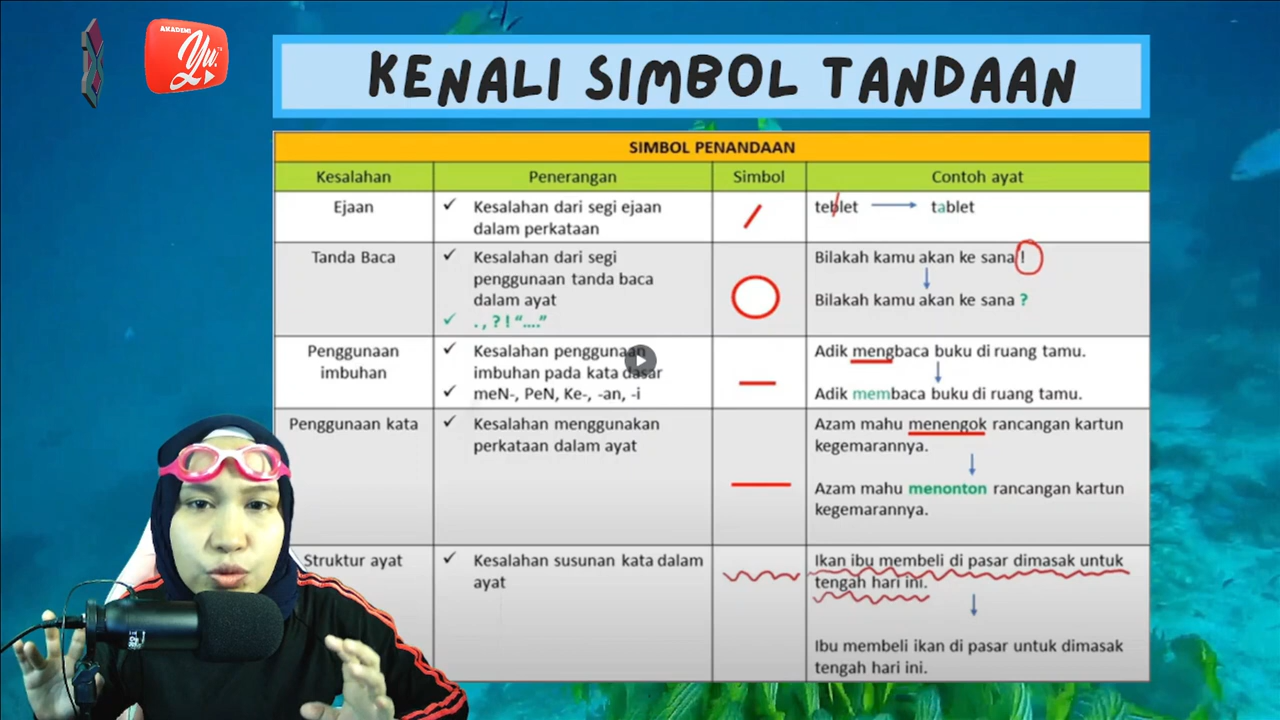 AKADEMI
Yu
KENALI SIMBOL TANDAAN
SIMBOL PENANDAAN
Kesalahan Penerangan Simbol Contoh ayat
Ejaan
✓ Kesalahan dari segi ejaan
dalam perkataan
teblet → tablet
Tanda Baca
✓ Kesalahan dari segi
penggunaan tanda baca
dalam ayat
✓ . , ? ! “....”
Bilakah kamu akan ke sana !
Bilakah kamu akan ke sana ?
Penggunaan
imbuhan
✓ Kesalahan penggunaan
imbuhan pada kata dasar
✓ meN-, PeN, Ke-, -an, -i
Adik mengbaca buku di ruang tamu.
Adik membaca buku di ruang tamu.
Penggunaan kata
✓ Kesalahan menggunakan
perkataan dalam ayat
Azam mahu menengok rancangan kartun
kegemarannya.
Azam mahu menonton rancangan kartun
kegemarannya.
Struktur ayat
✓ Kesalahan susunan kata dalam
ayat
Ikan ibu membeli di pasar dimasak untuk
tengah hari ini.
Ibu membeli ikan di pasar untuk dimasak
tengah hari ini.